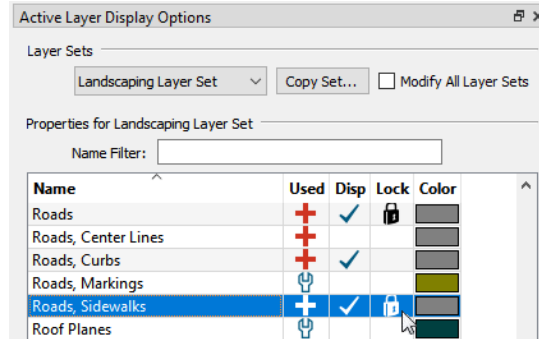 Active Layer Display Options
Layer Sets
Landscaping Layer Set
Copy Set...
Modify All Layer Sets
Properties for Landscaping Layer Set
Name Filter:
Name Used Disp Lock Color
Roads
Roads, Center Lines
Roads, Curbs
Roads, Markings
Roads, Sidewalks
Roof Planes